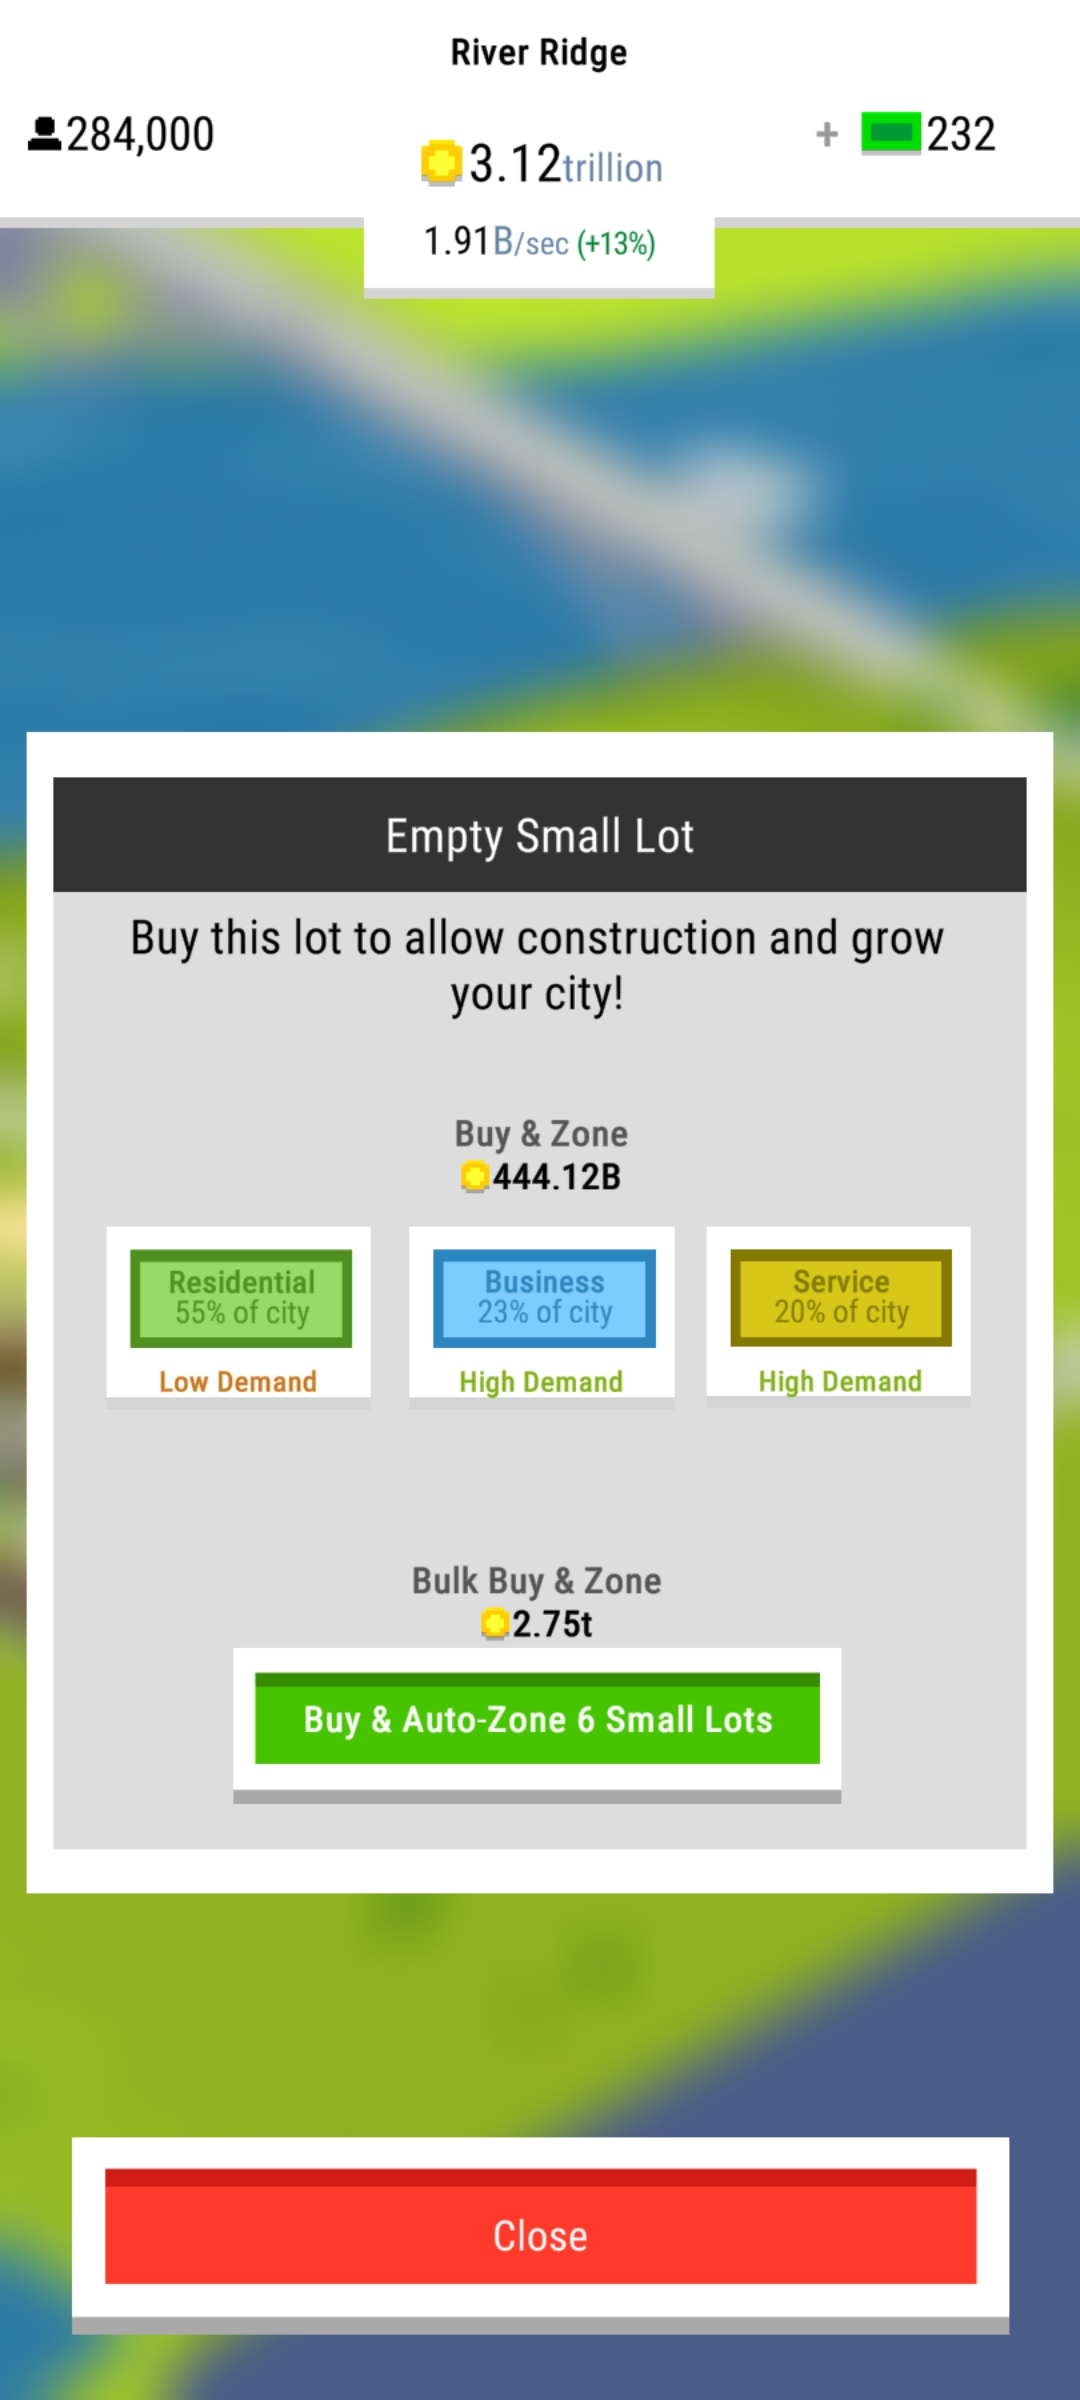 River Ridge
284,000
3.12trillion
+ 232
1.91B/sec (+13%)
Empty Small Lot
Buy this lot to allow construction and grow
your city!
Buy & Zone
444.12B
Residential
55% of city
Low Demand
Business
23% of city
High Demand
Service
20% of city
High Demand
Bulk Buy & Zone
2.75t
Buy & Auto-Zone 6 Small Lots
Close